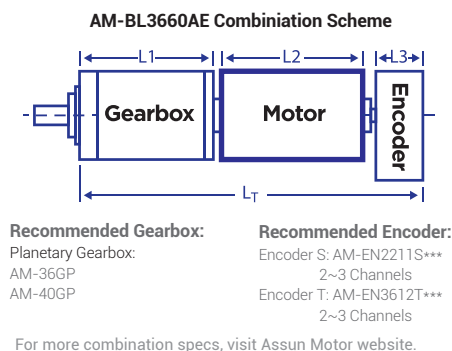 AM-BL3660AE Combiniation Scheme
L1
L2
L3
Gearbox
Motor
Encoder
LT
Recommended Gearbox:
Planetary Gearbox:
AM-36GP
AM-40GP
Recommended Encoder:
Encoder S: AM-EN2211S***
2~3 Channels
Encoder T: AM-EN3612T***
2~3 Channels
For more combination specs, visit Assun Motor website.